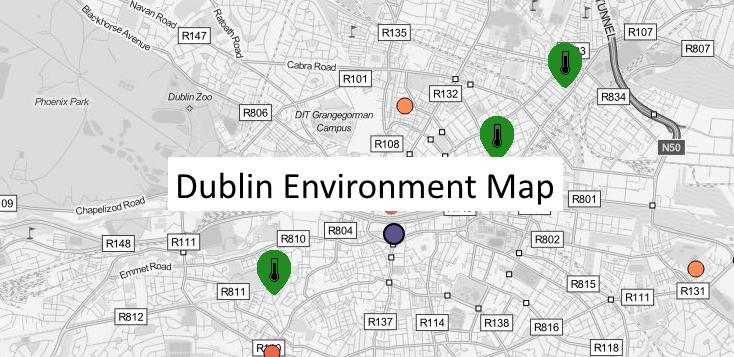 Navan Road
Ratoath Road
Blackhorse Avenue
R147
R135
TUNNEL
R107
R807
Cabra Road
R101
R132
R834
Phoenix Park
Dublin Zoo
R806
DIT Grangegorman
Campus
R108
N50
Dublin Environment Map
Chapelizod Road
R801
R148
R111
R810
R804
R802
Emmet Road
R811
R815
R131
R111
R812
R137
R114
R138
R816
R118